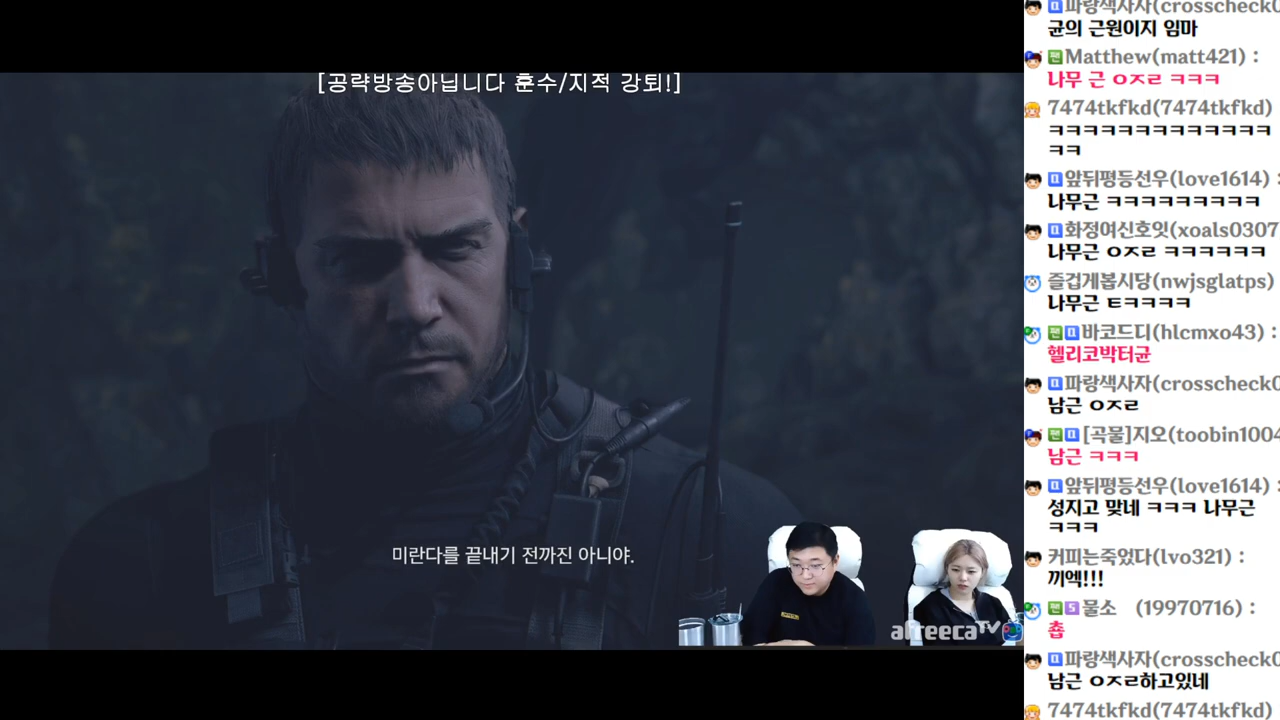 [공략방송아닙니다 훈수/지적 강퇴!]
미란다를 끝내기 전까진 아니야.
afreecaTV
파랑색사자(crosscheck0
균의 근원이지 임마
팬 Matthew(matt421) :
나무 근 ㅇㅈㄹ ㅋㅋㅋ
7474tkfkd(7474tkfkd)
ㅋㅋㅋㅋㅋㅋㅋㅋㅋㅋㅋㅋㅋ
ㅋㅋ
앞뒤평등선우(love1614) :
나무근 ㅋㅋㅋㅋㅋㅋㅋㅋㅋ
화정여신호잇(xoals0307
나무근 ㅇㅈㄹ ㅋㅋㅋㅋㅋㅋ
즐겁게봅시당(nwjsglatps)
나무근 ㅌㅋㅋㅋㅋ
팬 바코드디(hlcmxo43) :
헬리코박터균
파랑색사자(crosscheck0
남근 ㅇㅈㄹ
팬 [곡물]지오(toobin1004
남근 ㅋㅋㅋ
앞뒤평등선우(love1614) :
성지고 맞네 ㅋㅋㅋ 나무근
ㅋㅋㅋ
커피는죽었다(lvo321) :
끼엑!!!
팬 5 물소 (19970716) :
춉
파랑색사자(crosscheck0
남근 ㅇㅈㄹ하고있네
7474tkfkd(7474tkfkd)